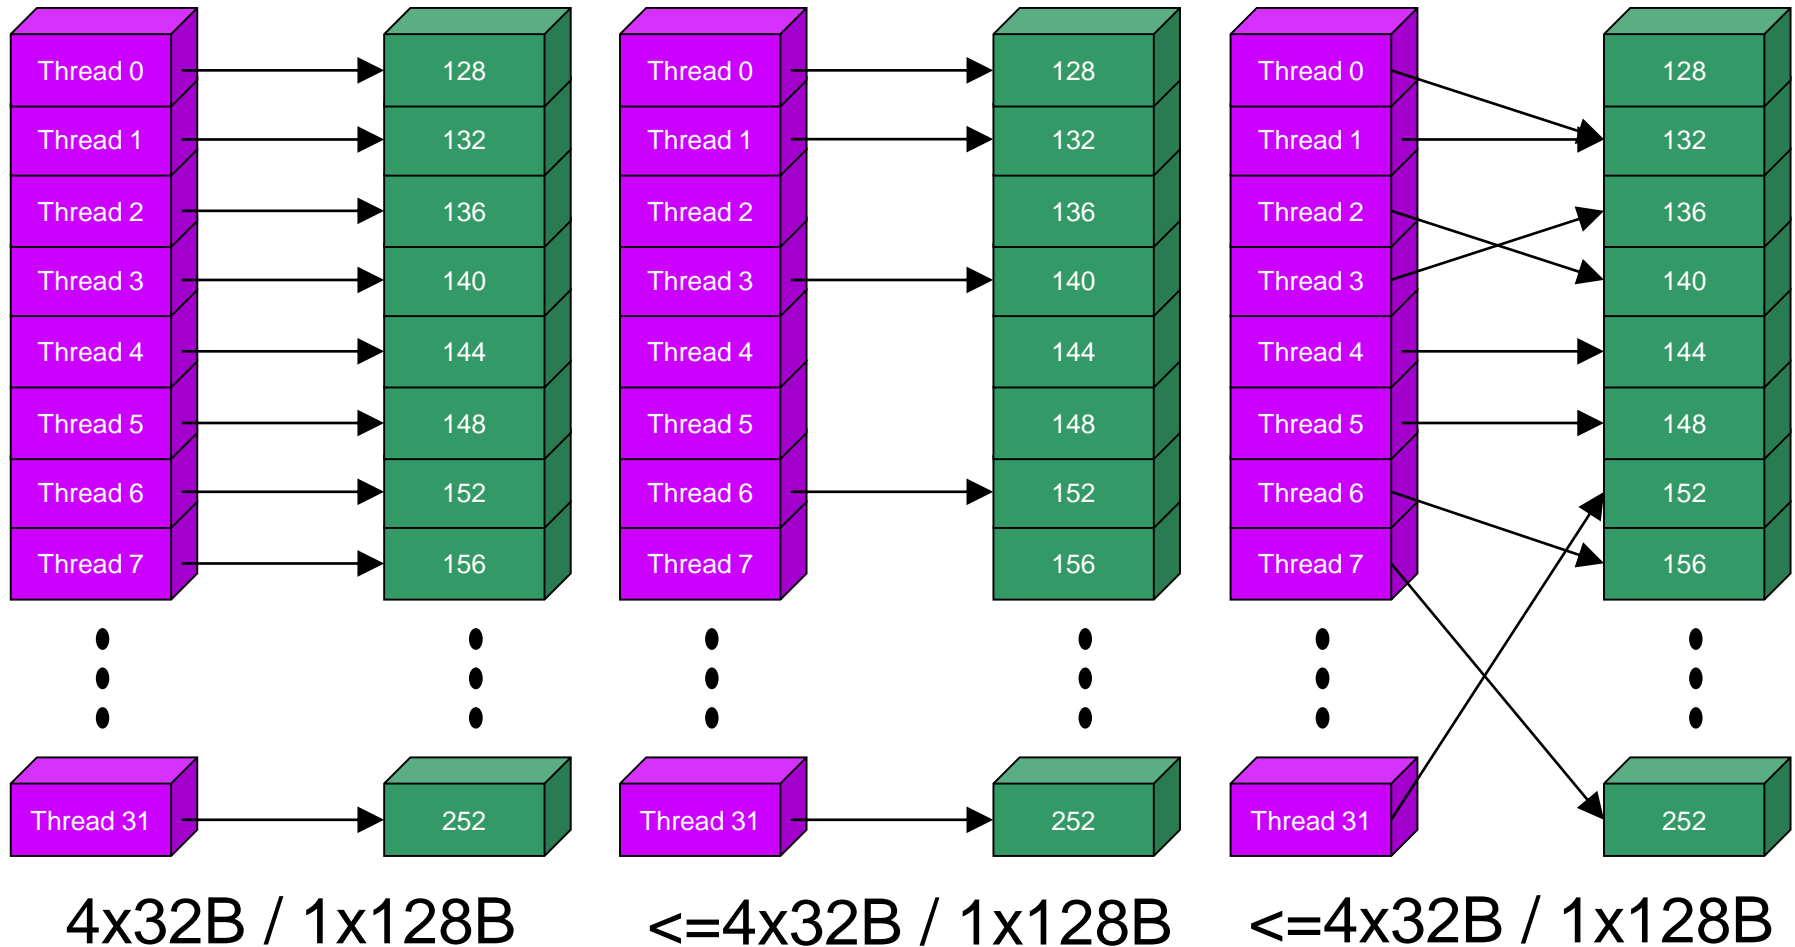 Thread 0
128
Thread 1
132
Thread 2
136
Thread 3
140
Thread 4
144
Thread 5
148
Thread 6
152
Thread 7
156
Thread 31
252
4x32B / 1x128B
Thread 0
128
Thread 1
132
Thread 2
136
Thread 3
140
Thread 4
144
Thread 5
148
Thread 6
152
Thread 7
156
Thread 31
252
<=4x32B / 1x128B
Thread 0
128
Thread 1
132
Thread 2
136
Thread 3
140
Thread 4
144
Thread 5
148
Thread 6
152
Thread 7
156
Thread 31
252
<=4x32B / 1x128B